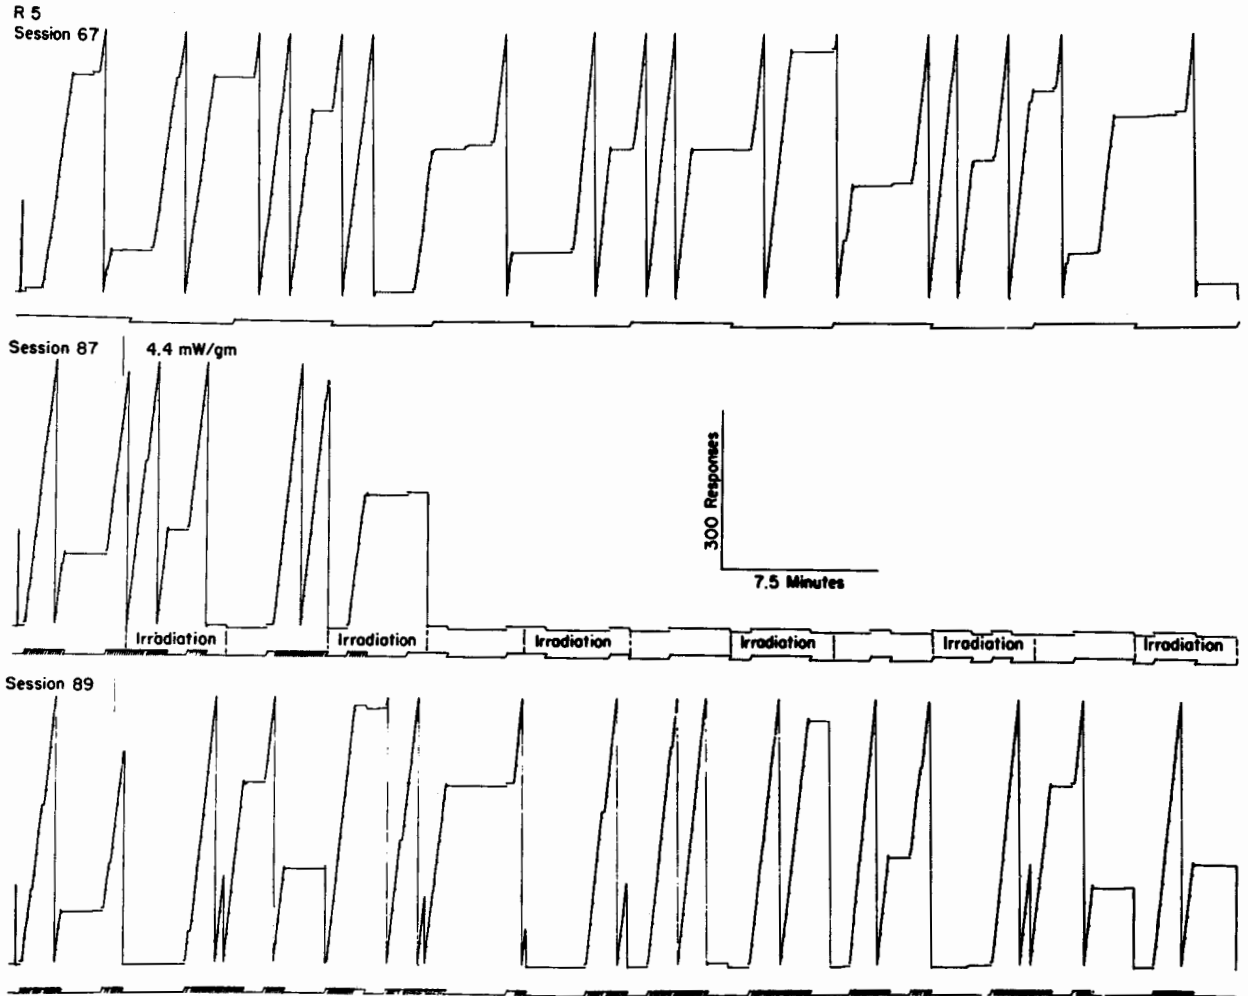 R 5
Session 67
Session 87
4.4 mW/gm
300 Responses
7.5 Minutes
Irradiation
Irradiation
Irradiation
Irradiation
Irradiation
Irradiation
Session 89